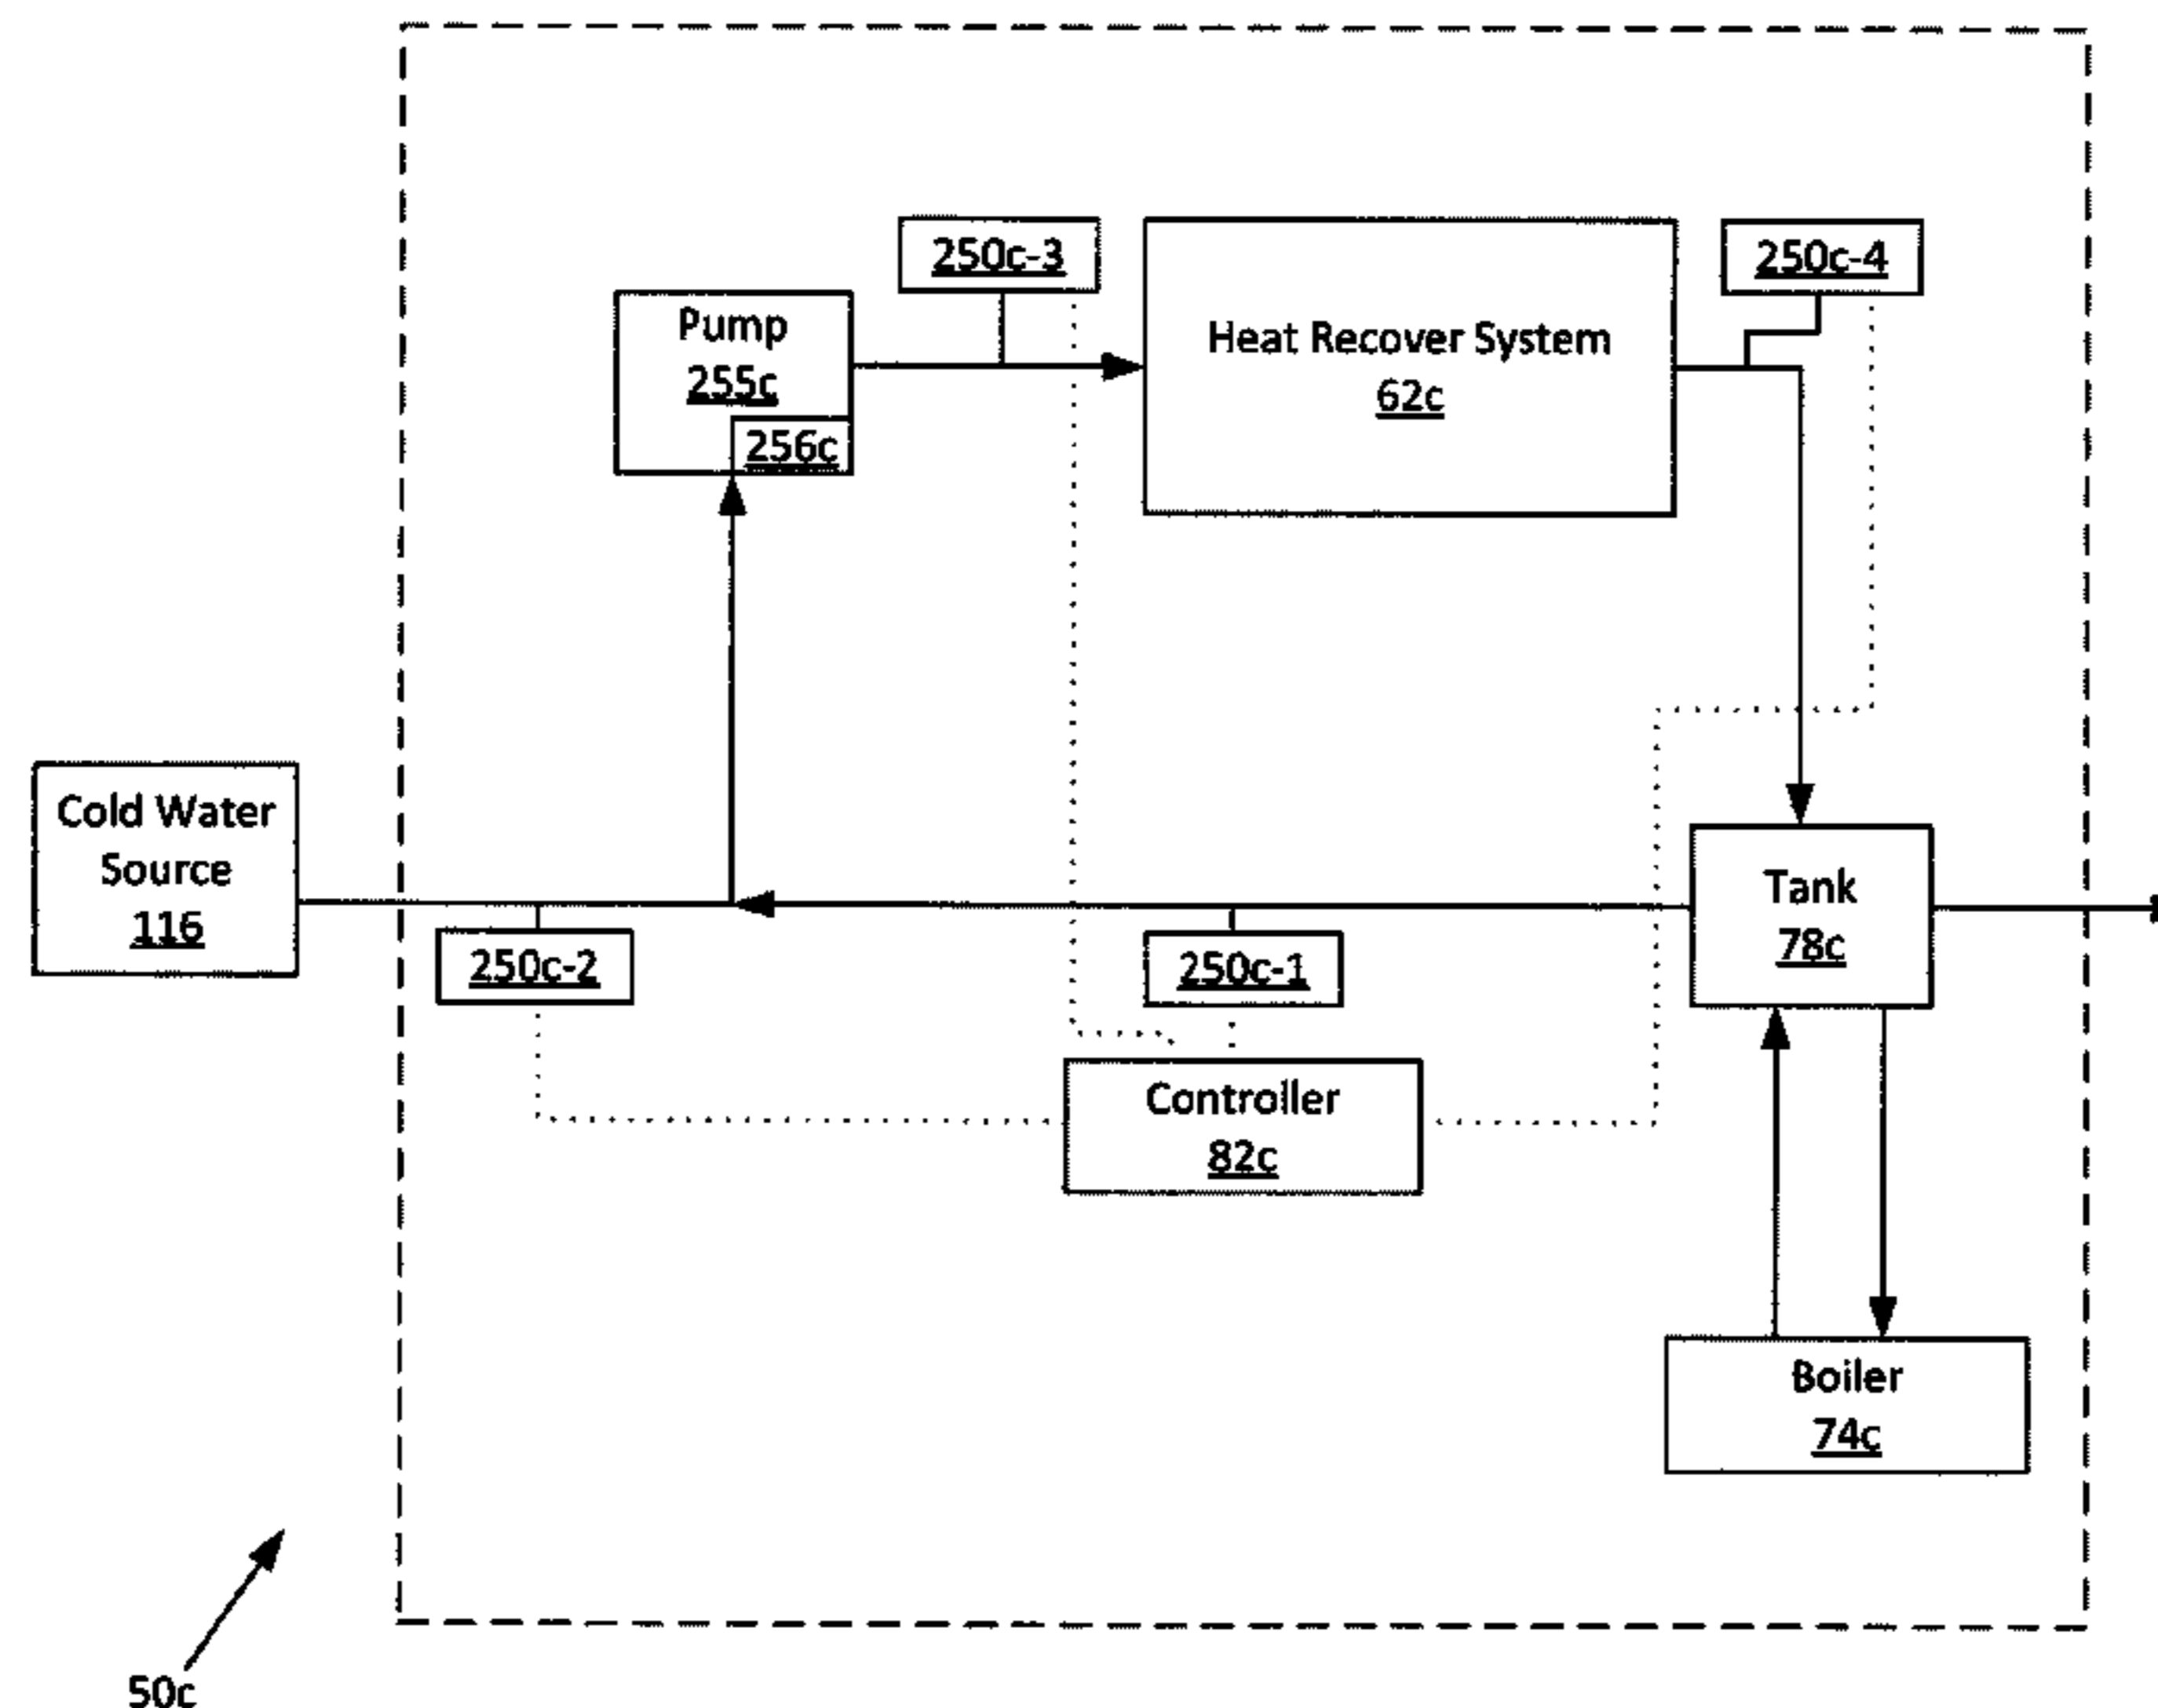 250c-3
250c-4
Pump
255c
256c
Heat Recover System
62c
Cold Water
Source
116
Tank
78c
250c-2
250c-1
Controller
82c
Boiler
74c
50c